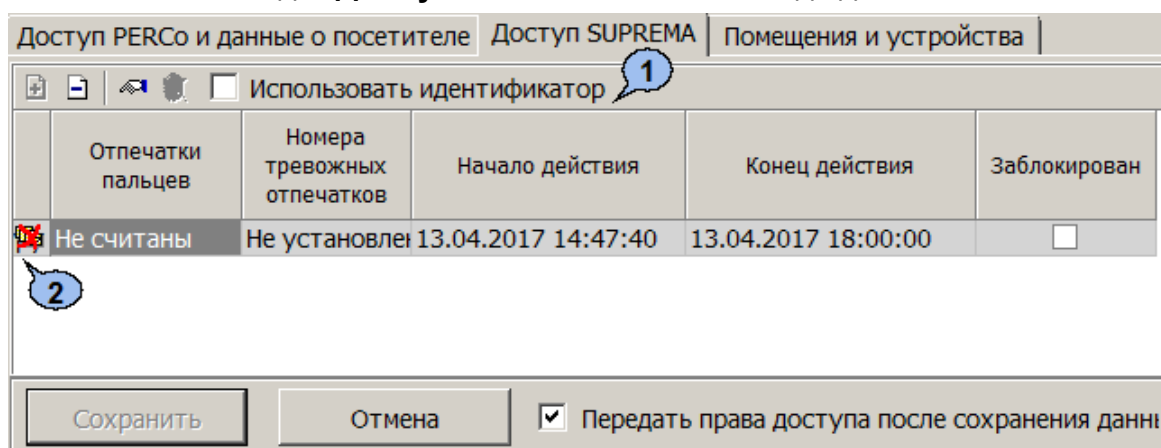 Доступ PERCo и данные о посетителе Доступ SUPREMA Помещения и устройства
Использовать идентификатор 1
Отпечатки пальцев
Номера тревожных отпечатков
Начало действия
Конец действия
Заблокирован
Не считаны Не установлен 13.04.2017 14:47:40 13.04.2017 18:00:00
2
Сохранить Отмена Передать права доступа после сохранения данн